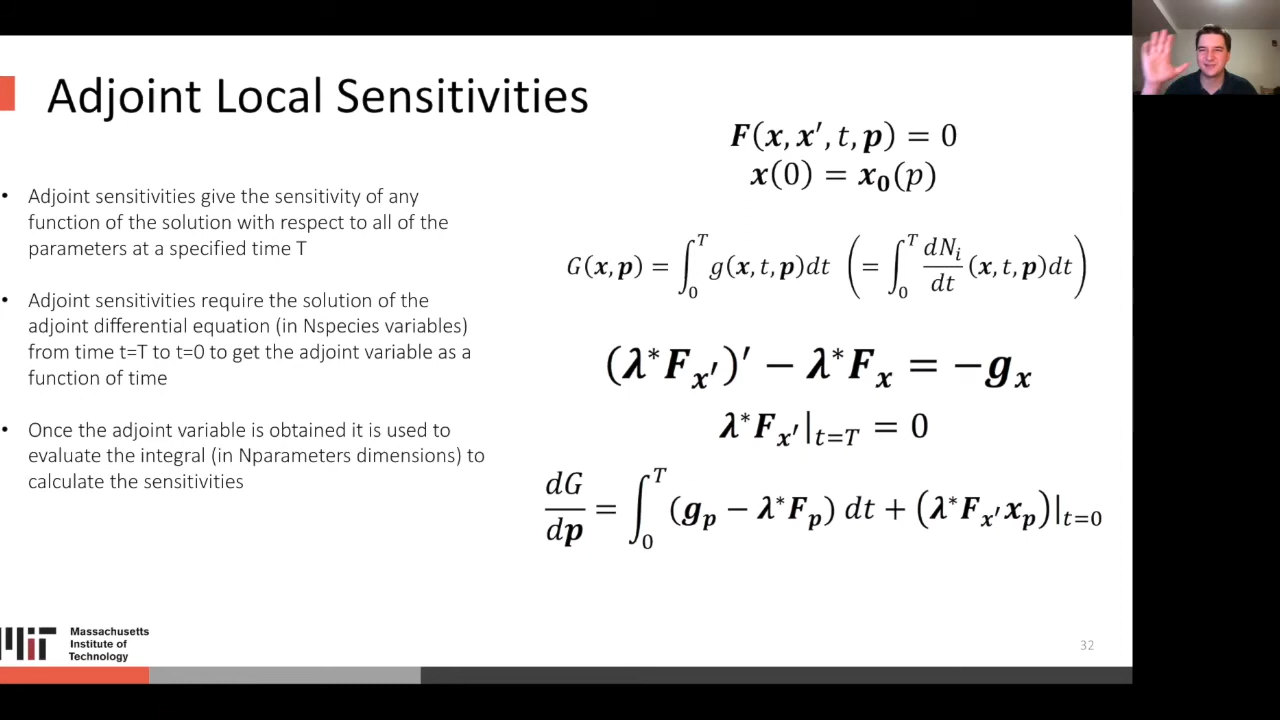 Adjoint Local Sensitivities
• Adjoint sensitivities give the sensitivity of any
function of the solution with respect to all of the
parameters at a specified time T
• Adjoint sensitivities require the solution of the
adjoint differential equation (in Nspecies variables)
from time t=T to t=0 to get the adjoint variable as a
function of time
• Once the adjoint variable is obtained it is used to
evaluate the integral (in Nparameters dimensions) to
calculate the sensitivities
F(x, x′, t, p) = 0
x(0) = x₀(p)
G(x, p) = ∫₀ᵀ g(x, t, p)dt (= ∫₀ᵀ dNᵢ/dt (x, t, p)dt)
(λ*F_x′)′ − λ*F_x = −g_x
λ*F_x′|_t=T = 0
dG/dp = ∫₀ᵀ (g_p − λ*F_p) dt + (λ*F_x′x_p)|_t=0
Massachusetts
Institute of
Technology
32